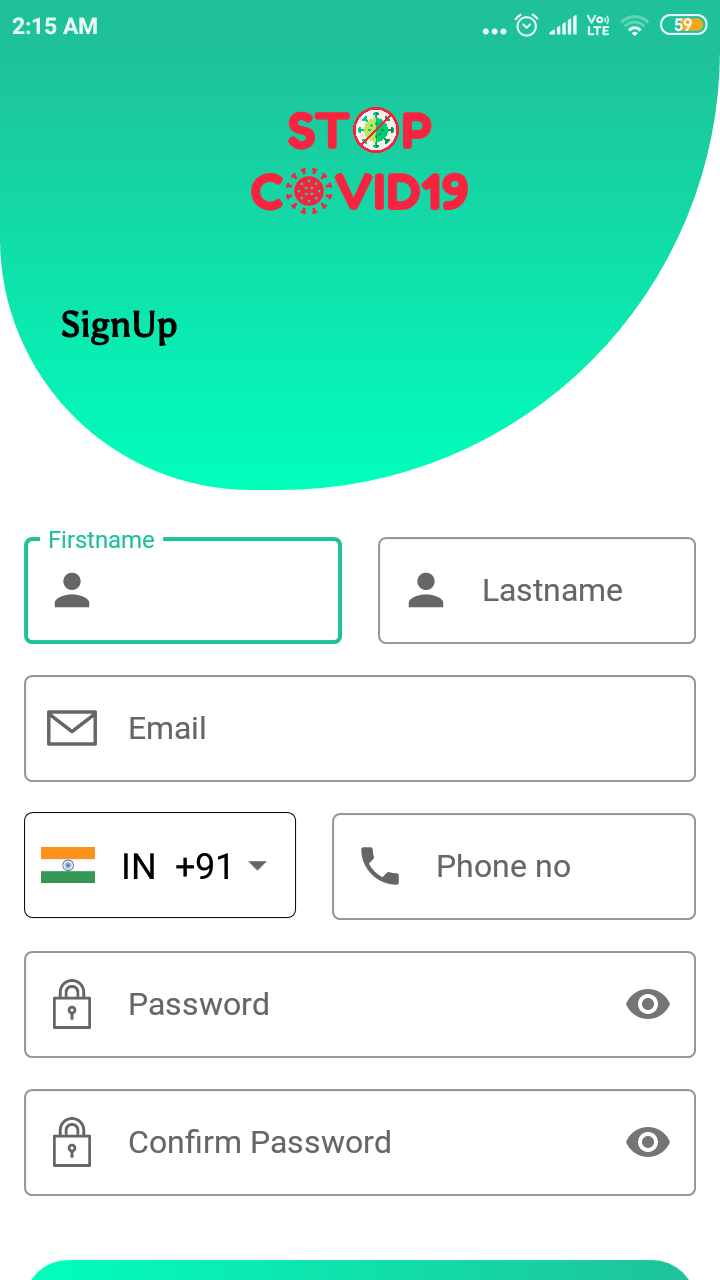 2:15 AM ... Vo)) LTE 59
STOP
COVID19
SignUp
Firstname Lastname
Email
IN +91 Phone no
Password
Confirm Password